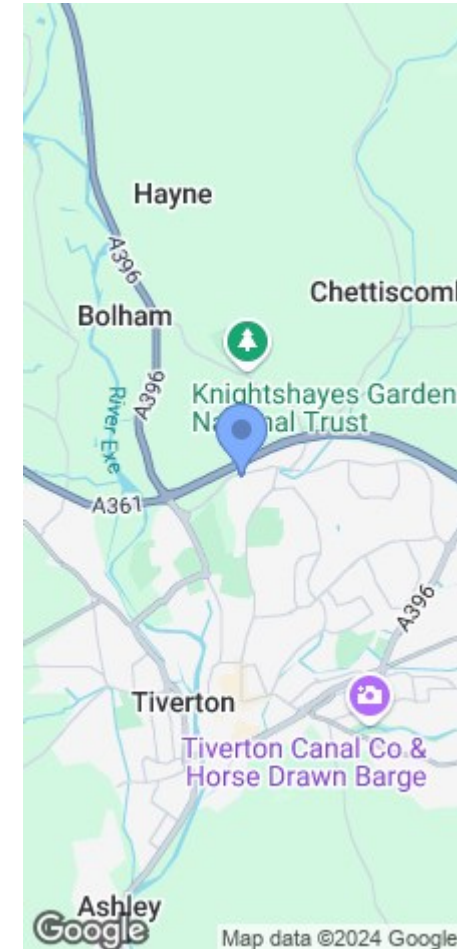 Hayne
A396
Chettiscoml
Bolham
A396
River Exe
Knightshayes Garden
National Trust
A361
A396
Tiverton
Tiverton Canal Co &
Horse Drawn Barge
Ashley
Google
Map data ©2024 Google